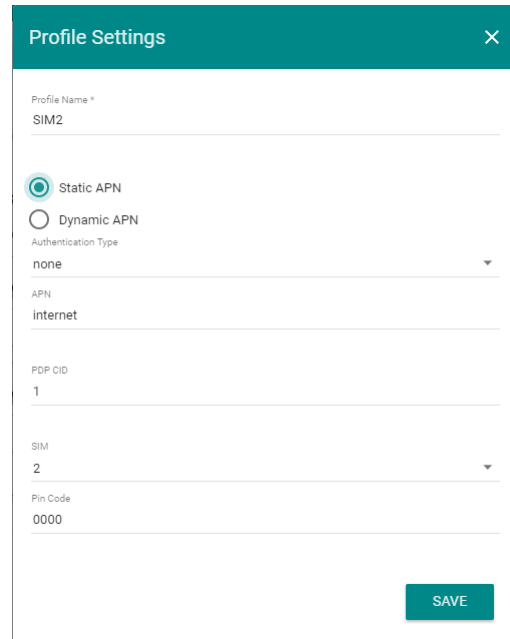 Profile Settings
Profile Name *
SIM2
Static APN
Dynamic APN
Authentication Type
none
APN
internet
PDP CID
1
SIM
2
Pin Code
0000
SAVE